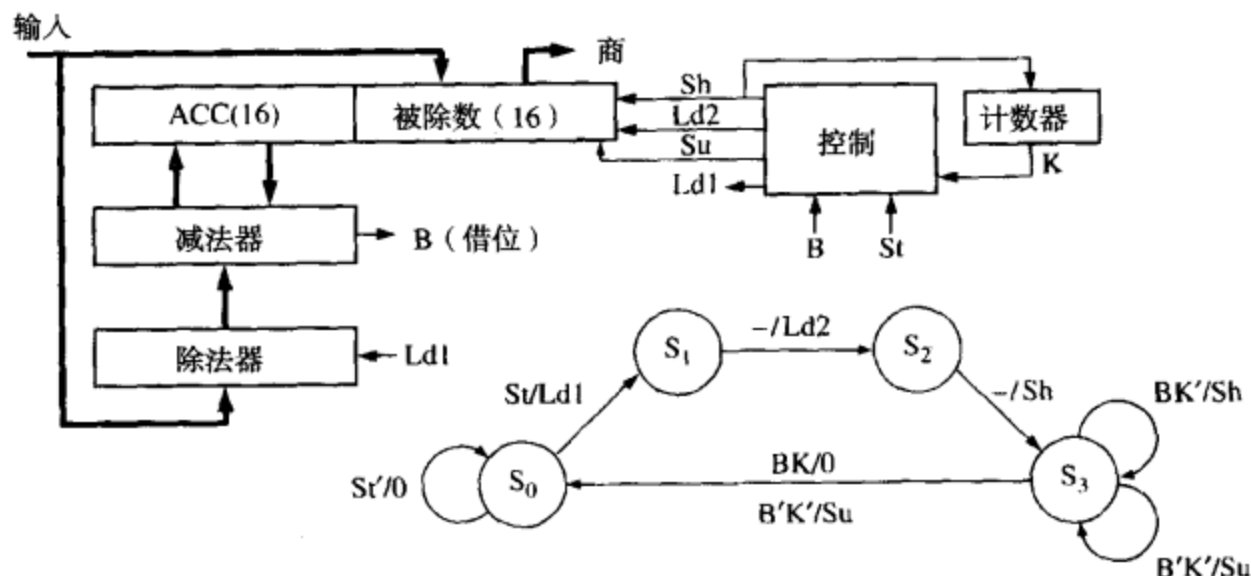 输入
商
ACC(16)
被除数（16）
Sh
Ld2
Su
Ld1
控制
计数器
K
减法器
B（借位）
B
St
除法器
Ld1
S₁
-/Ld2
S₂
St/Ld1
-/Sh
BK′/Sh
St′/0
S₀
BK/0
B′K′/Su
S₃
B′K′/Su